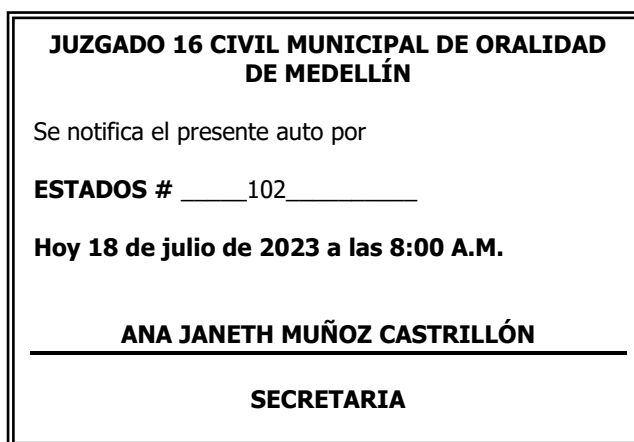 JUZGADO 16 CIVIL MUNICIPAL DE ORALIDAD
DE MEDELLÍN
Se notifica el presente auto por
ESTADOS # _____102__________
Hoy 18 de julio de 2023 a las 8:00 A.M.
ANA JANETH MUÑOZ CASTRILLÓN
SECRETARIA